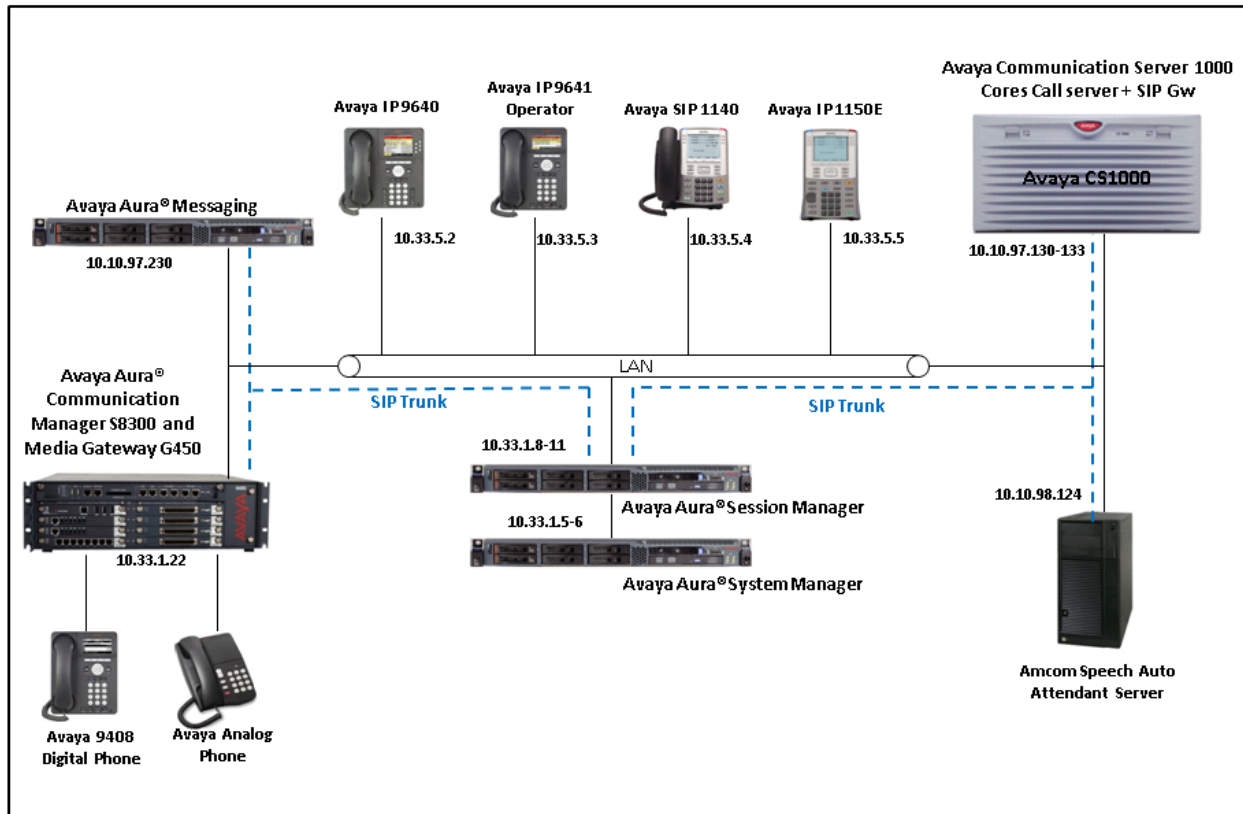 Avaya Communication Server 1000
Cores Call server + SIP Gw
Avaya IP9640
Avaya IP9641
Operator
Avaya SIP 1140
Avaya IP1150E
AVAYA
Avaya CS1000
Avaya Aura® Messaging
10.10.97.230
10.33.5.2
10.33.5.3
10.33.5.4
10.33.5.5
10.10.97.130-133
LAN
Avaya Aura®
Communication
Manager S8300 and
Media Gateway G450
SIP Trunk
SIP Trunk
10.33.1.8-11
Avaya Aura® Session Manager
10.33.1.5-6
Avaya Aura® System Manager
10.10.98.124
AVAYA
10.33.1.22
Avaya 9408
Digital Phone
Avaya Analog
Phone
Amcom Speech Auto
Attendant Server